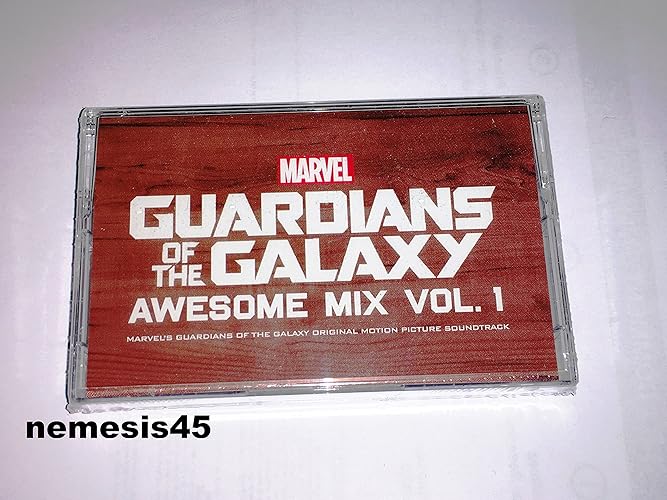 MARVEL
GUARDIANS
OF THE GALAXY
AWESOME MIX VOL. 1
MARVEL'S GUARDIANS OF THE GALAXY ORIGINAL MOTION PICTURE SOUNDTRACK
nemesis45